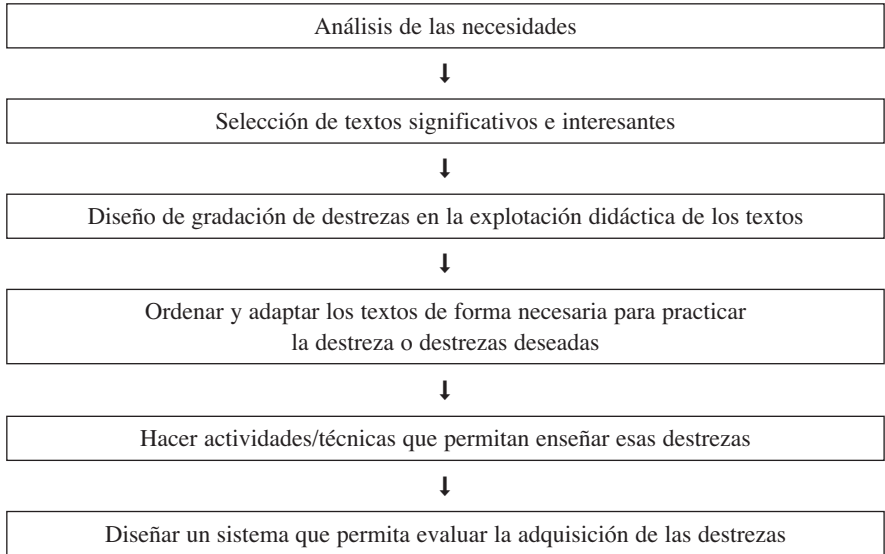 Análisis de las necesidades
Selección de textos significativos e interesantes
Diseño de gradación de destrezas en la explotación didáctica de los textos
Ordenar y adaptar los textos de forma necesaria para practicar
la destreza o destrezas deseadas
Hacer actividades/técnicas que permitan enseñar esas destrezas
Diseñar un sistema que permita evaluar la adquisición de las destrezas